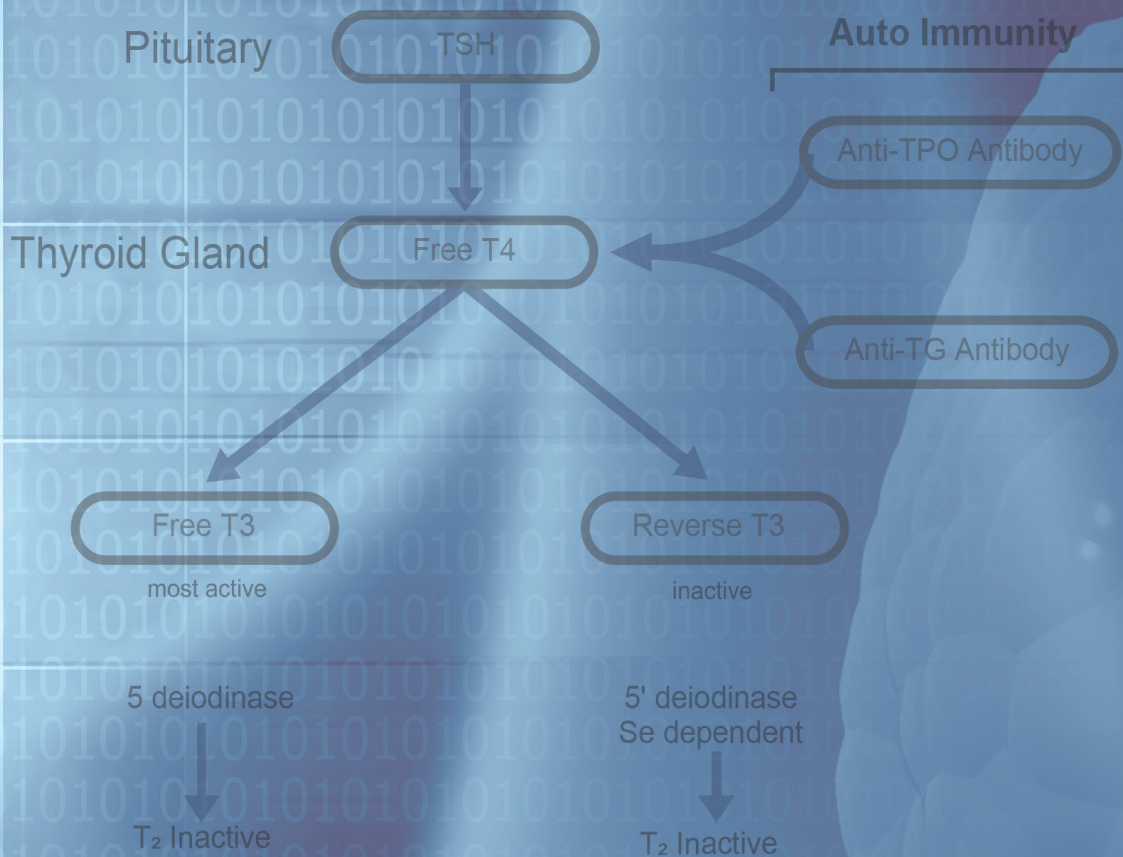 Pituitary
TSH
Auto Immunity
Anti-TPO Antibody
Thyroid Gland
Free T4
Anti-TG Antibody
Free T3
most active
Reverse T3
inactive
5 deiodinase
5' deiodinase
Se dependent
T₂ Inactive
T₂ Inactive